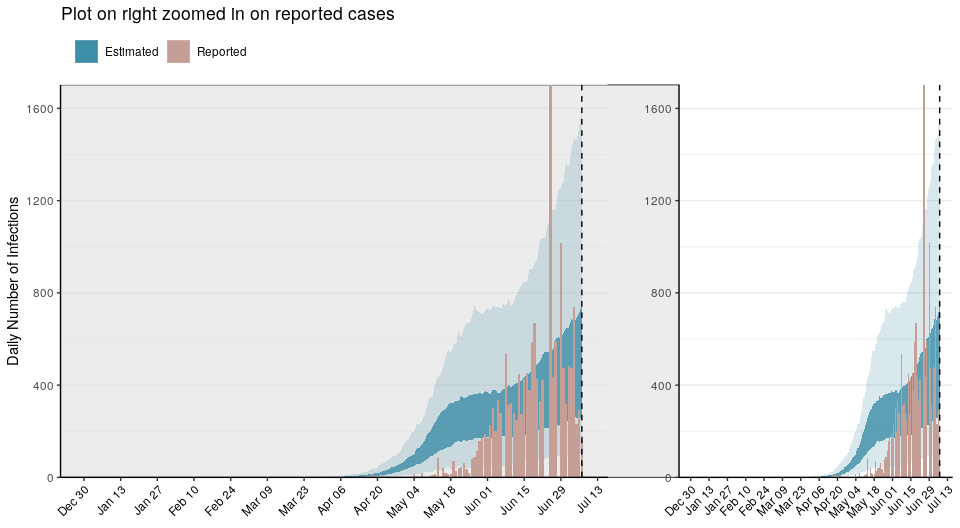 Plot on right zoomed in on reported cases
Estimated Reported
Daily Number of Infections
1600 1600
1200 1200
800 800
400 400
0 0
Dec 30 Jan 13 Jan 27 Feb 10 Feb 24 Mar 09 Mar 23 Apr 06 Apr 20 May 04 May 18 Jun 01 Jun 15 Jun 29 Jul 13 Dec 30 Jan 13 Jan 27 Feb 10 Feb 24 Mar 09 Mar 23 Apr 06 Apr 20 May 04 May 18 Jun 01 Jun 15 Jun 29 Jul 13